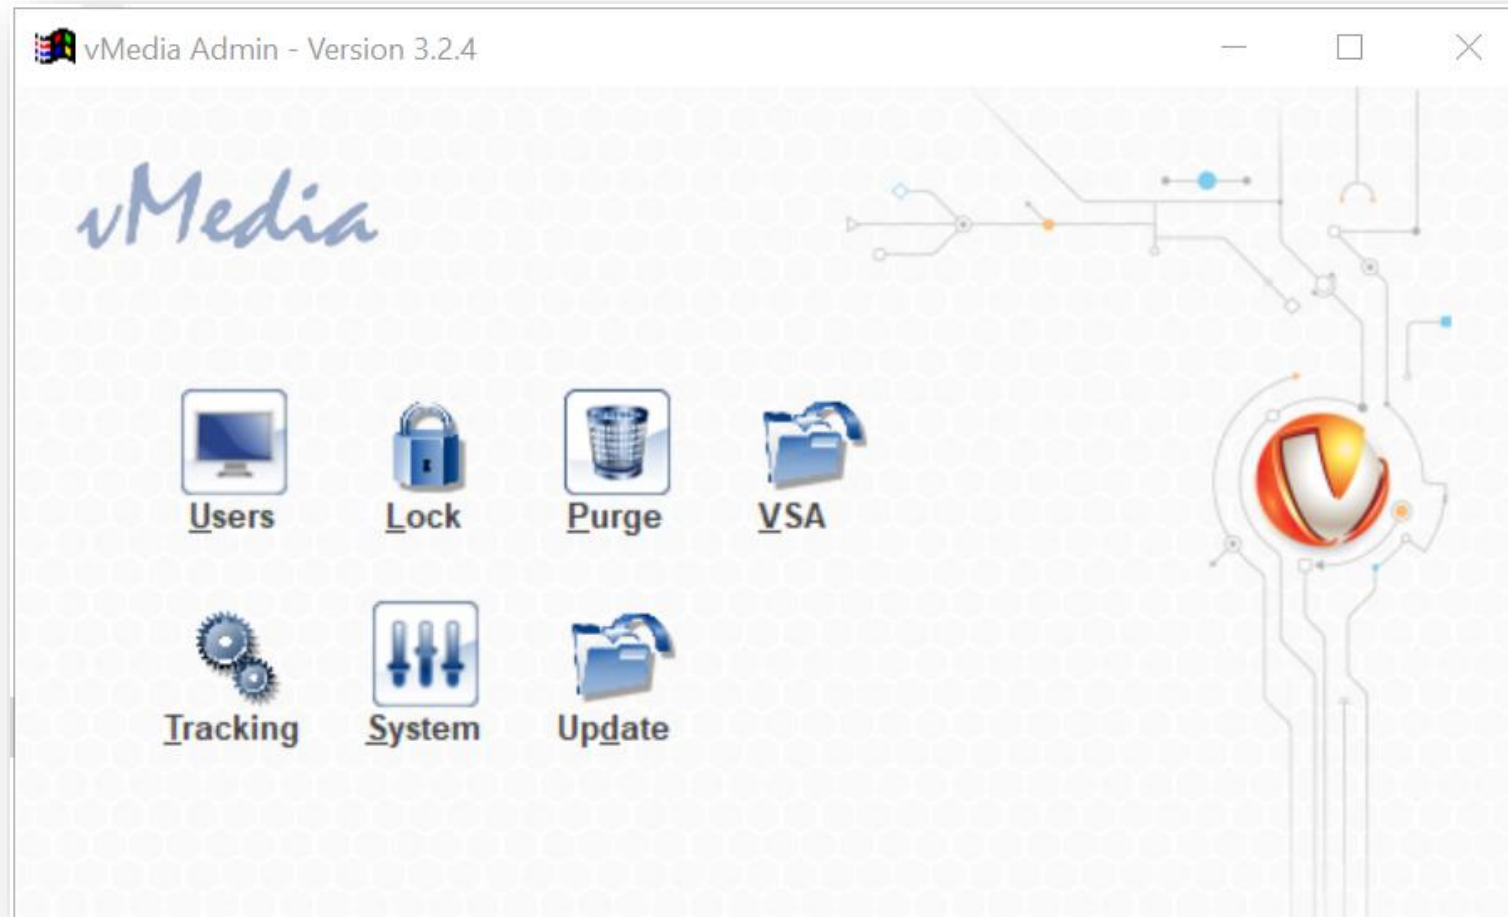 vMedia Admin - Version 3.2.4
vMedia
Users Lock Purge VSA
Tracking System Update